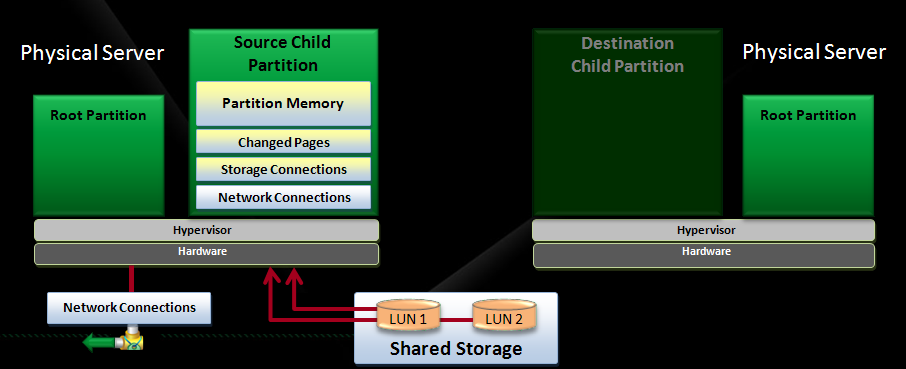 Physical Server
Source Child
Partition
Partition Memory
Changed Pages
Storage Connections
Network Connections
Root Partition
Hypervisor
Hardware
Network Connections
Destination
Child Partition
Physical Server
Root Partition
Hypervisor
Hardware
LUN 1
LUN 2
Shared Storage